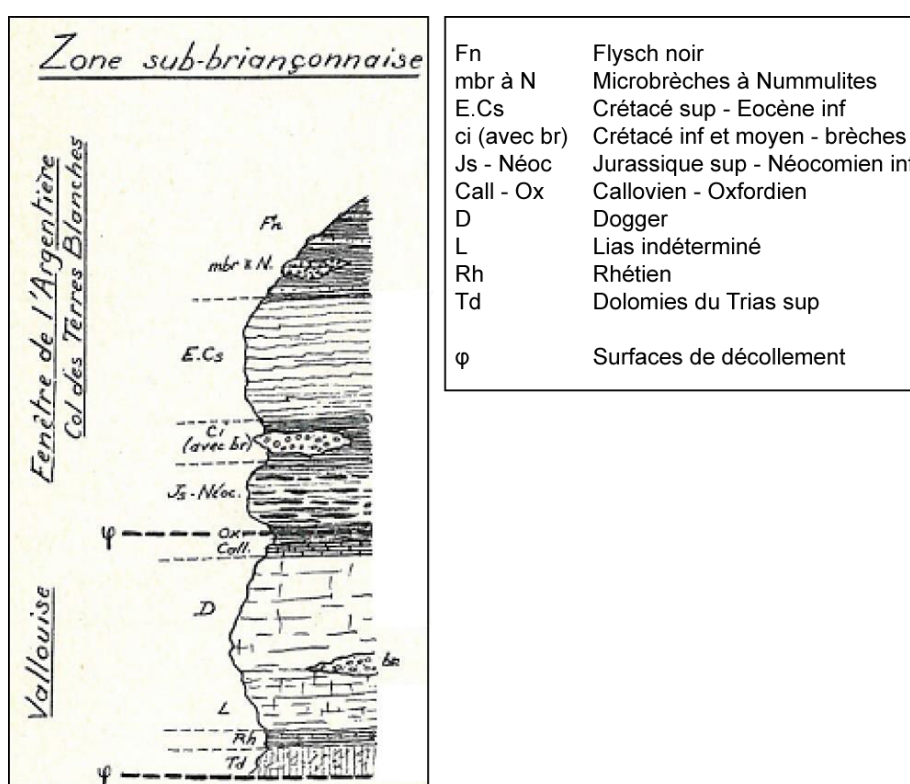 Zone sub-briançonnaise
Fenêtre de l'Argentière
Col des Terres Blanches
Vallouise
Fn
mbr à N.
E.Cs
Ci
(avec br)
Js-Néoc.
φ
Ox
Call.
D
br.
L
Rh
Td
φ
Fn Flysch noir
mbr à N Microbrèches à Nummulites
E.Cs Crétacé sup - Eocène inf
ci (avec br) Crétacé inf et moyen - brèches
Js - Néoc Jurassique sup - Néocomien inf
Call - Ox Callovien - Oxfordien
D Dogger
L Lias indéterminé
Rh Rhétien
Td Dolomies du Trias sup
φ Surfaces de décollement